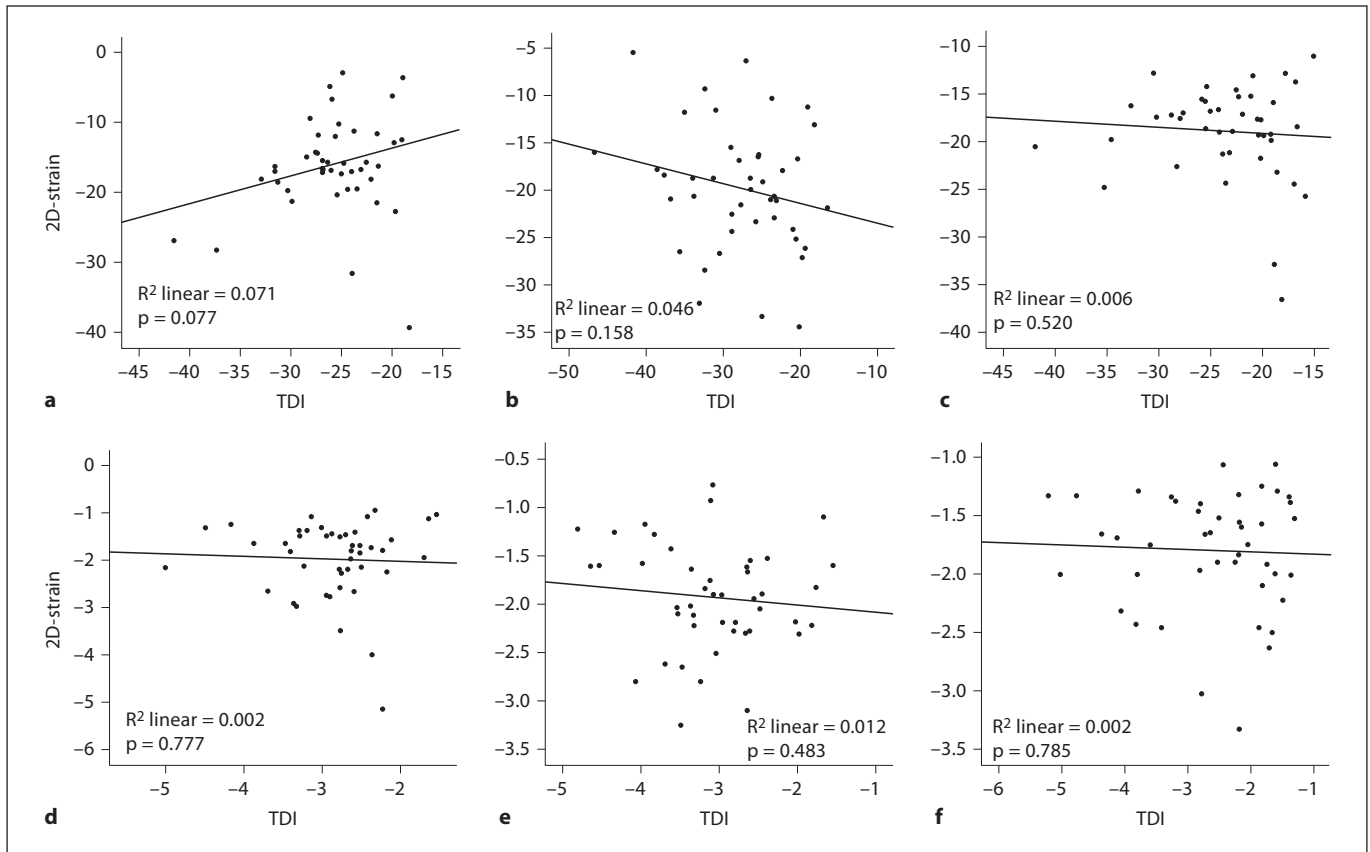 0
−10
−20
−30
−40
2D-strain
R² linear = 0.071
p = 0.077
−45 −40 −35 −30 −25 −20 −15
a TDI
−5
−10
−15
−20
−25
−30
−35
R² linear = 0.046
p = 0.158
−50 −40 −30 −20 −10
b TDI
−10
−15
−20
−25
−30
−35
−40
R² linear = 0.006
p = 0.520
−45 −40 −35 −30 −25 −20 −15
c TDI
0
−1
−2
−3
−4
−5
−6
2D-strain
R² linear = 0.002
p = 0.777
−5 −4 −3 −2
d TDI
−0.5
−1.0
−1.5
−2.0
−2.5
−3.0
−3.5
R² linear = 0.012
p = 0.483
−5 −4 −3 −2 −1
e TDI
−1.0
−1.5
−2.0
−2.5
−3.0
−3.5
R² linear = 0.002
p = 0.785
−6 −5 −4 −3 −2 −1
f TDI